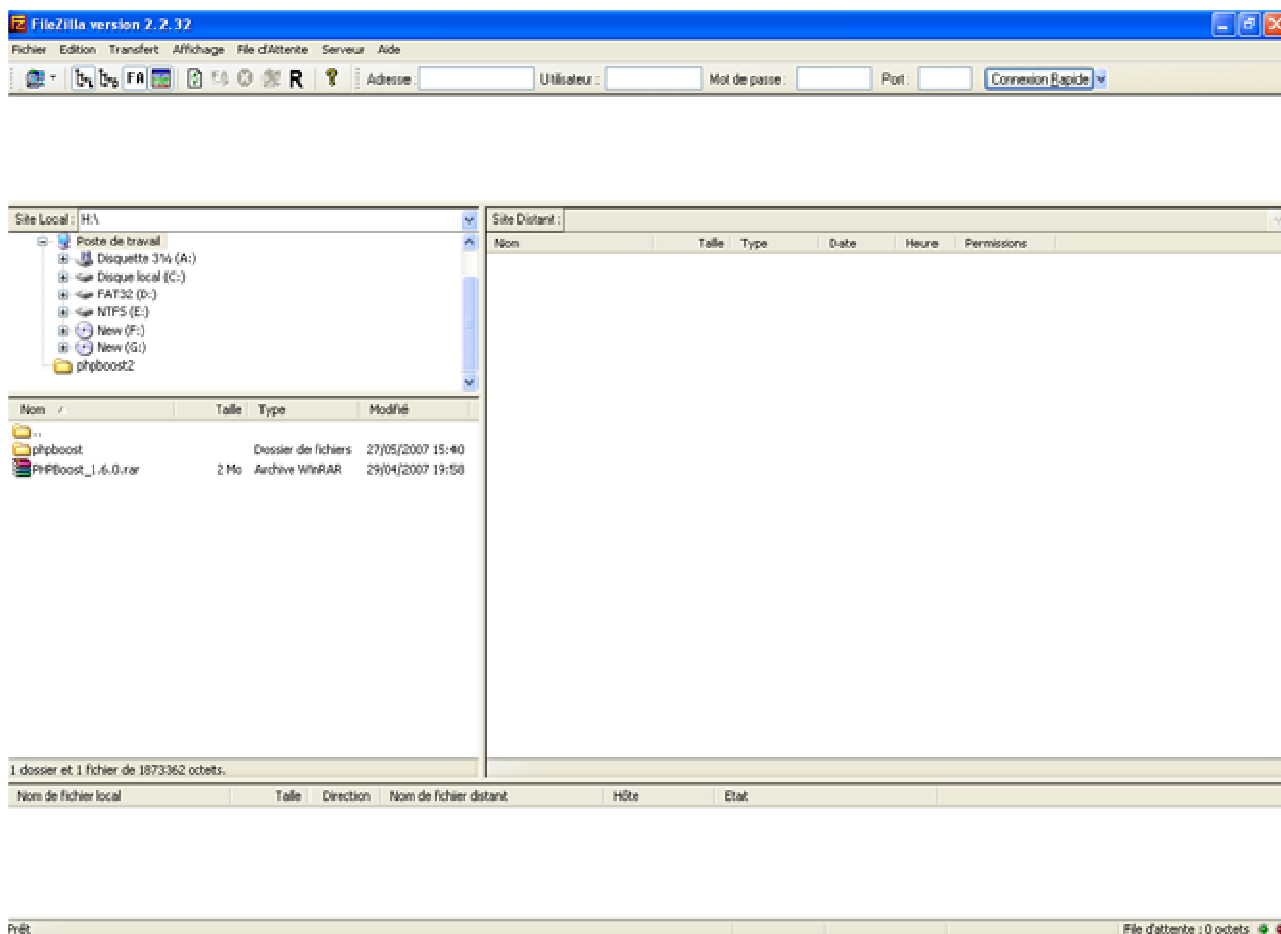 FileZilla version 2.2.32
Fichier Edition Transfert Affichage File d'Attente Serveur Aide
R ? Adresse : Utilisateur : Mot de passe : Port : Connexion Rapide
Site Local : H:\
Poste de travail
Disquette 3½ (A:)
Disque local (C:)
FAT32 (D:)
NTFS (E:)
New (F:)
New (G:)
phpboost2
Nom Taille Type Modifié
..
phpboost Dossier de fichiers 27/05/2007 15:40
PHPBoost_1.6.0.rar 2 Mo Archive WinRAR 29/04/2007 19:58
1 dossier et 1 fichier de 1873362 octets.
Site Distant :
Nom Taille Type Date Heure Permissions
Nom de fichier local Taille Direction Nom de fichier distant Hôte Etat
Prêt File d'attente : 0 octets